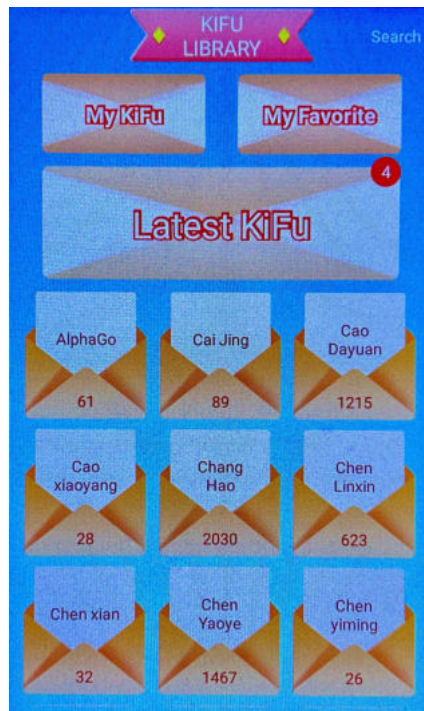 KIFU
LIBRARY
Search
My KiFu
My Favorite
4
Latest KiFu
AlphaGo
61
Cai Jing
89
Cao
Dayuan
1215
Cao
xiaoyang
28
Chang
Hao
2030
Chen
Linxin
623
Chen xian
32
Chen
Yaoye
1467
Chen
yiming
26